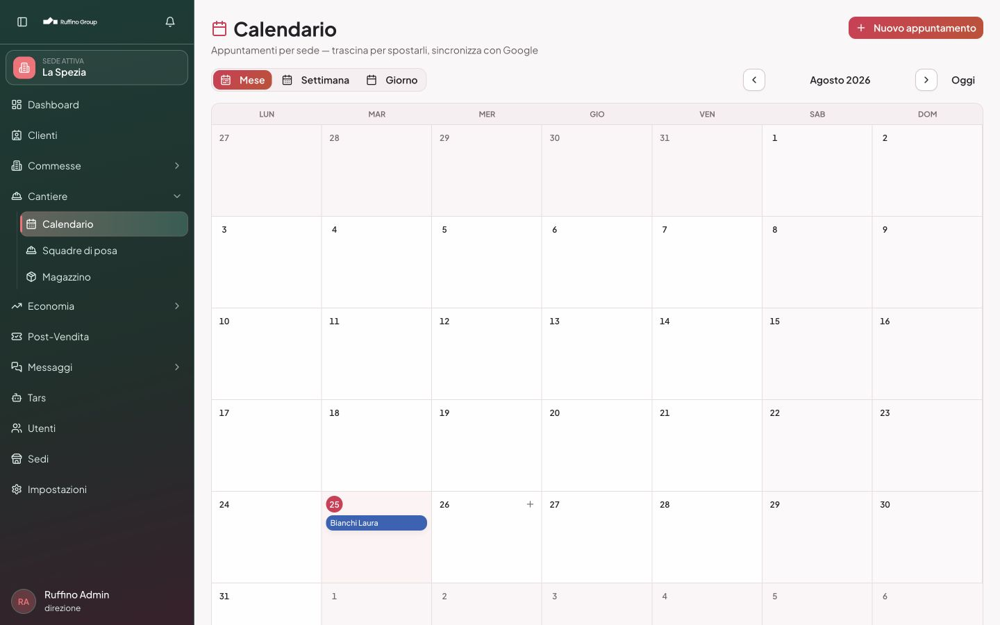 Ruffino Group
SEDE ATTIVA
La Spezia
Dashboard
Clienti
Commesse
Cantiere
Calendario
Squadre di posa
Magazzino
Economia
Post-Vendita
Messaggi
Tars
Utenti
Sedi
Impostazioni
RA
Ruffino Admin
direzione
Calendario
Nuovo appuntamento
Appuntamenti per sede — trascina per spostarli, sincronizza con Google
Mese Settimana Giorno
Agosto 2026
Oggi
LUN MAR MER GIO VEN SAB DOM
27 28 29 30 31 1 2
3 4 5 6 7 8 9
10 11 12 13 14 15 16
17 18 19 20 21 22 23
24 25 26 27 28 29 30
Bianchi Laura
31 1 2 3 4 5 6